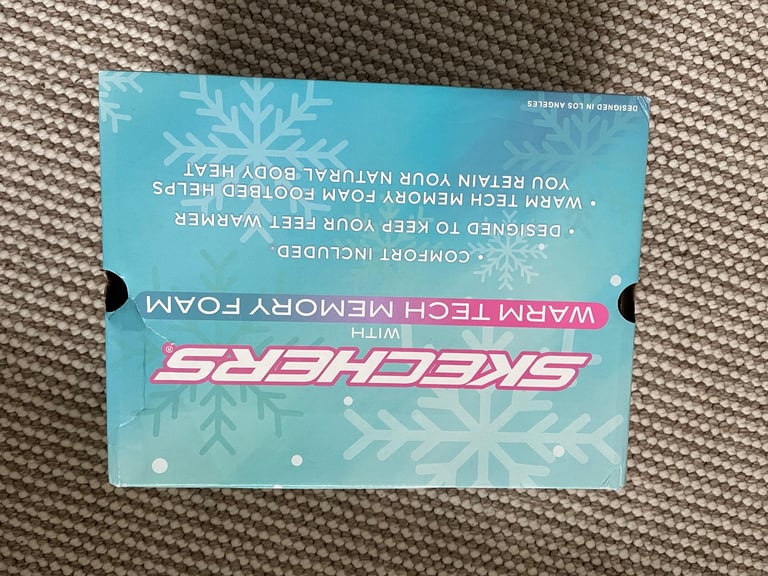 SKECHERS®
WITH
WARM TECH MEMORY FOAM
• COMFORT INCLUDED.
• DESIGNED TO KEEP YOUR FEET WARMER
• WARM TECH MEMORY FOAM FOOTBED HELPS
YOU RETAIN YOUR NATURAL BODY HEAT
DESIGNED IN LOS ANGELES